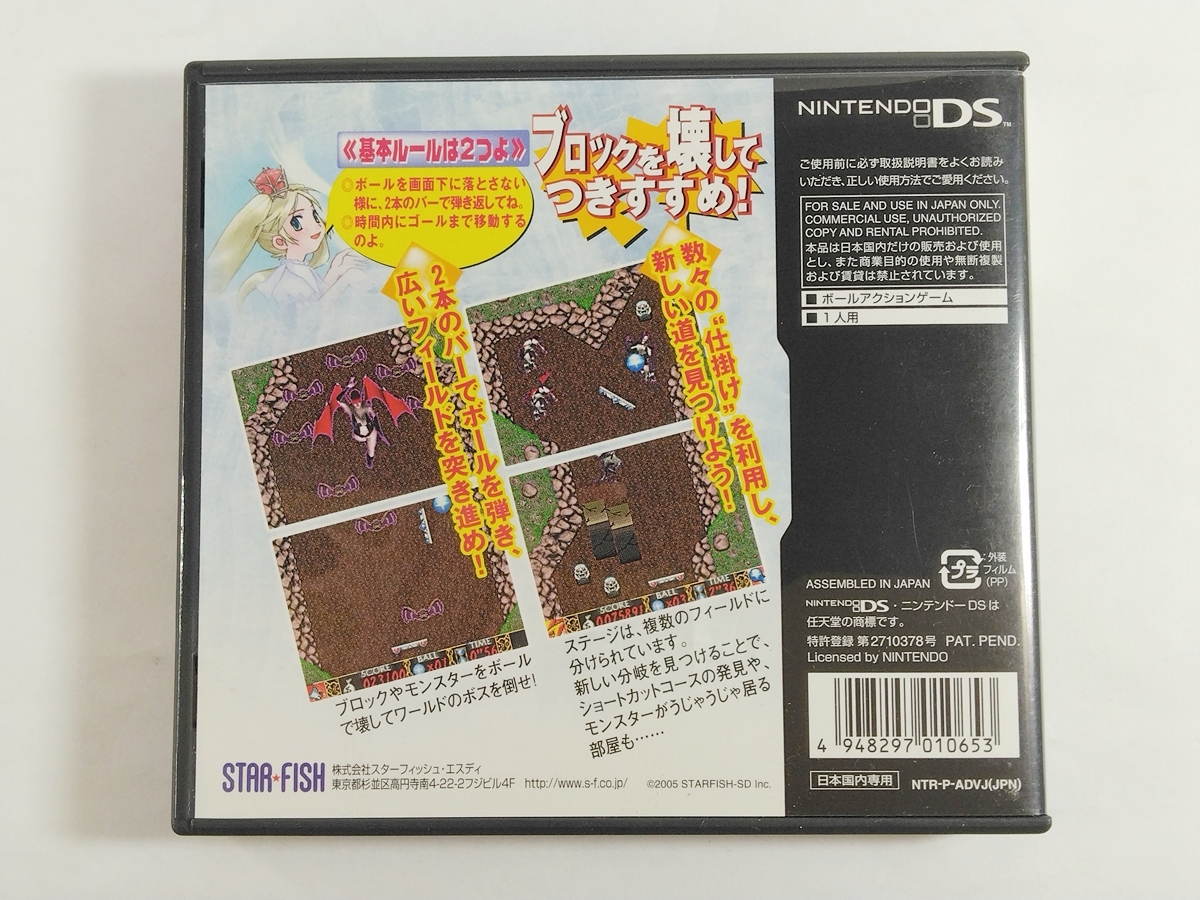 《基本ルールは2つよ》
◎ボールを画面下に落とさない
様に、2本のバーで弾き返してね。
◎時間内にゴールまで移動する
のよ。
ブロックを壊して
つきすすめ!
2本のバーでボールを弾き、
広いフィールドを突き進め!
数々の“仕掛け”を利用し、
新しい道を見つけよう!
SCORE BALL TIME
023100 ×01 0"56
SCORE BALL TIME
0075891 ×03 2"36
ブロックやモンスターをボール
で壊してワールドのボスを倒せ!
ステージは、複数のフィールドに
分けられています。
新しい分岐を見つけることで、
ショートカットコースの発見や、
モンスターがうじゃうじゃ居る
部屋も……
STAR★FISH
株式会社スターフィッシュ・エスディ
東京都杉並区高円寺南4-22-2フジビル4F http://www.s-f.co.jp/ ©2005 STARFISH-SD Inc.
NINTENDO DS™
ご使用前に必ず取扱説明書をよくお読み
いただき、正しい使用方法でご愛用ください。
FOR SALE AND USE IN JAPAN ONLY.
COMMERCIAL USE, UNAUTHORIZED
COPY AND RENTAL PROHIBITED.
本品は日本国内だけの販売および使用
とし、また商業目的の使用や無断複製
および賃貸は禁止されています。
■ ボールアクションゲーム
■ 1人用
ASSEMBLED IN JAPAN
プラ
:外装
フィルム
(PP)
NINTENDO DS・ニンテンドーDSは
任天堂の商標です。
特許登録 第2710378号 PAT. PEND.
Licensed by NINTENDO
4 948297 010653
日本国内専用
NTR-P-ADVJ(JPN)